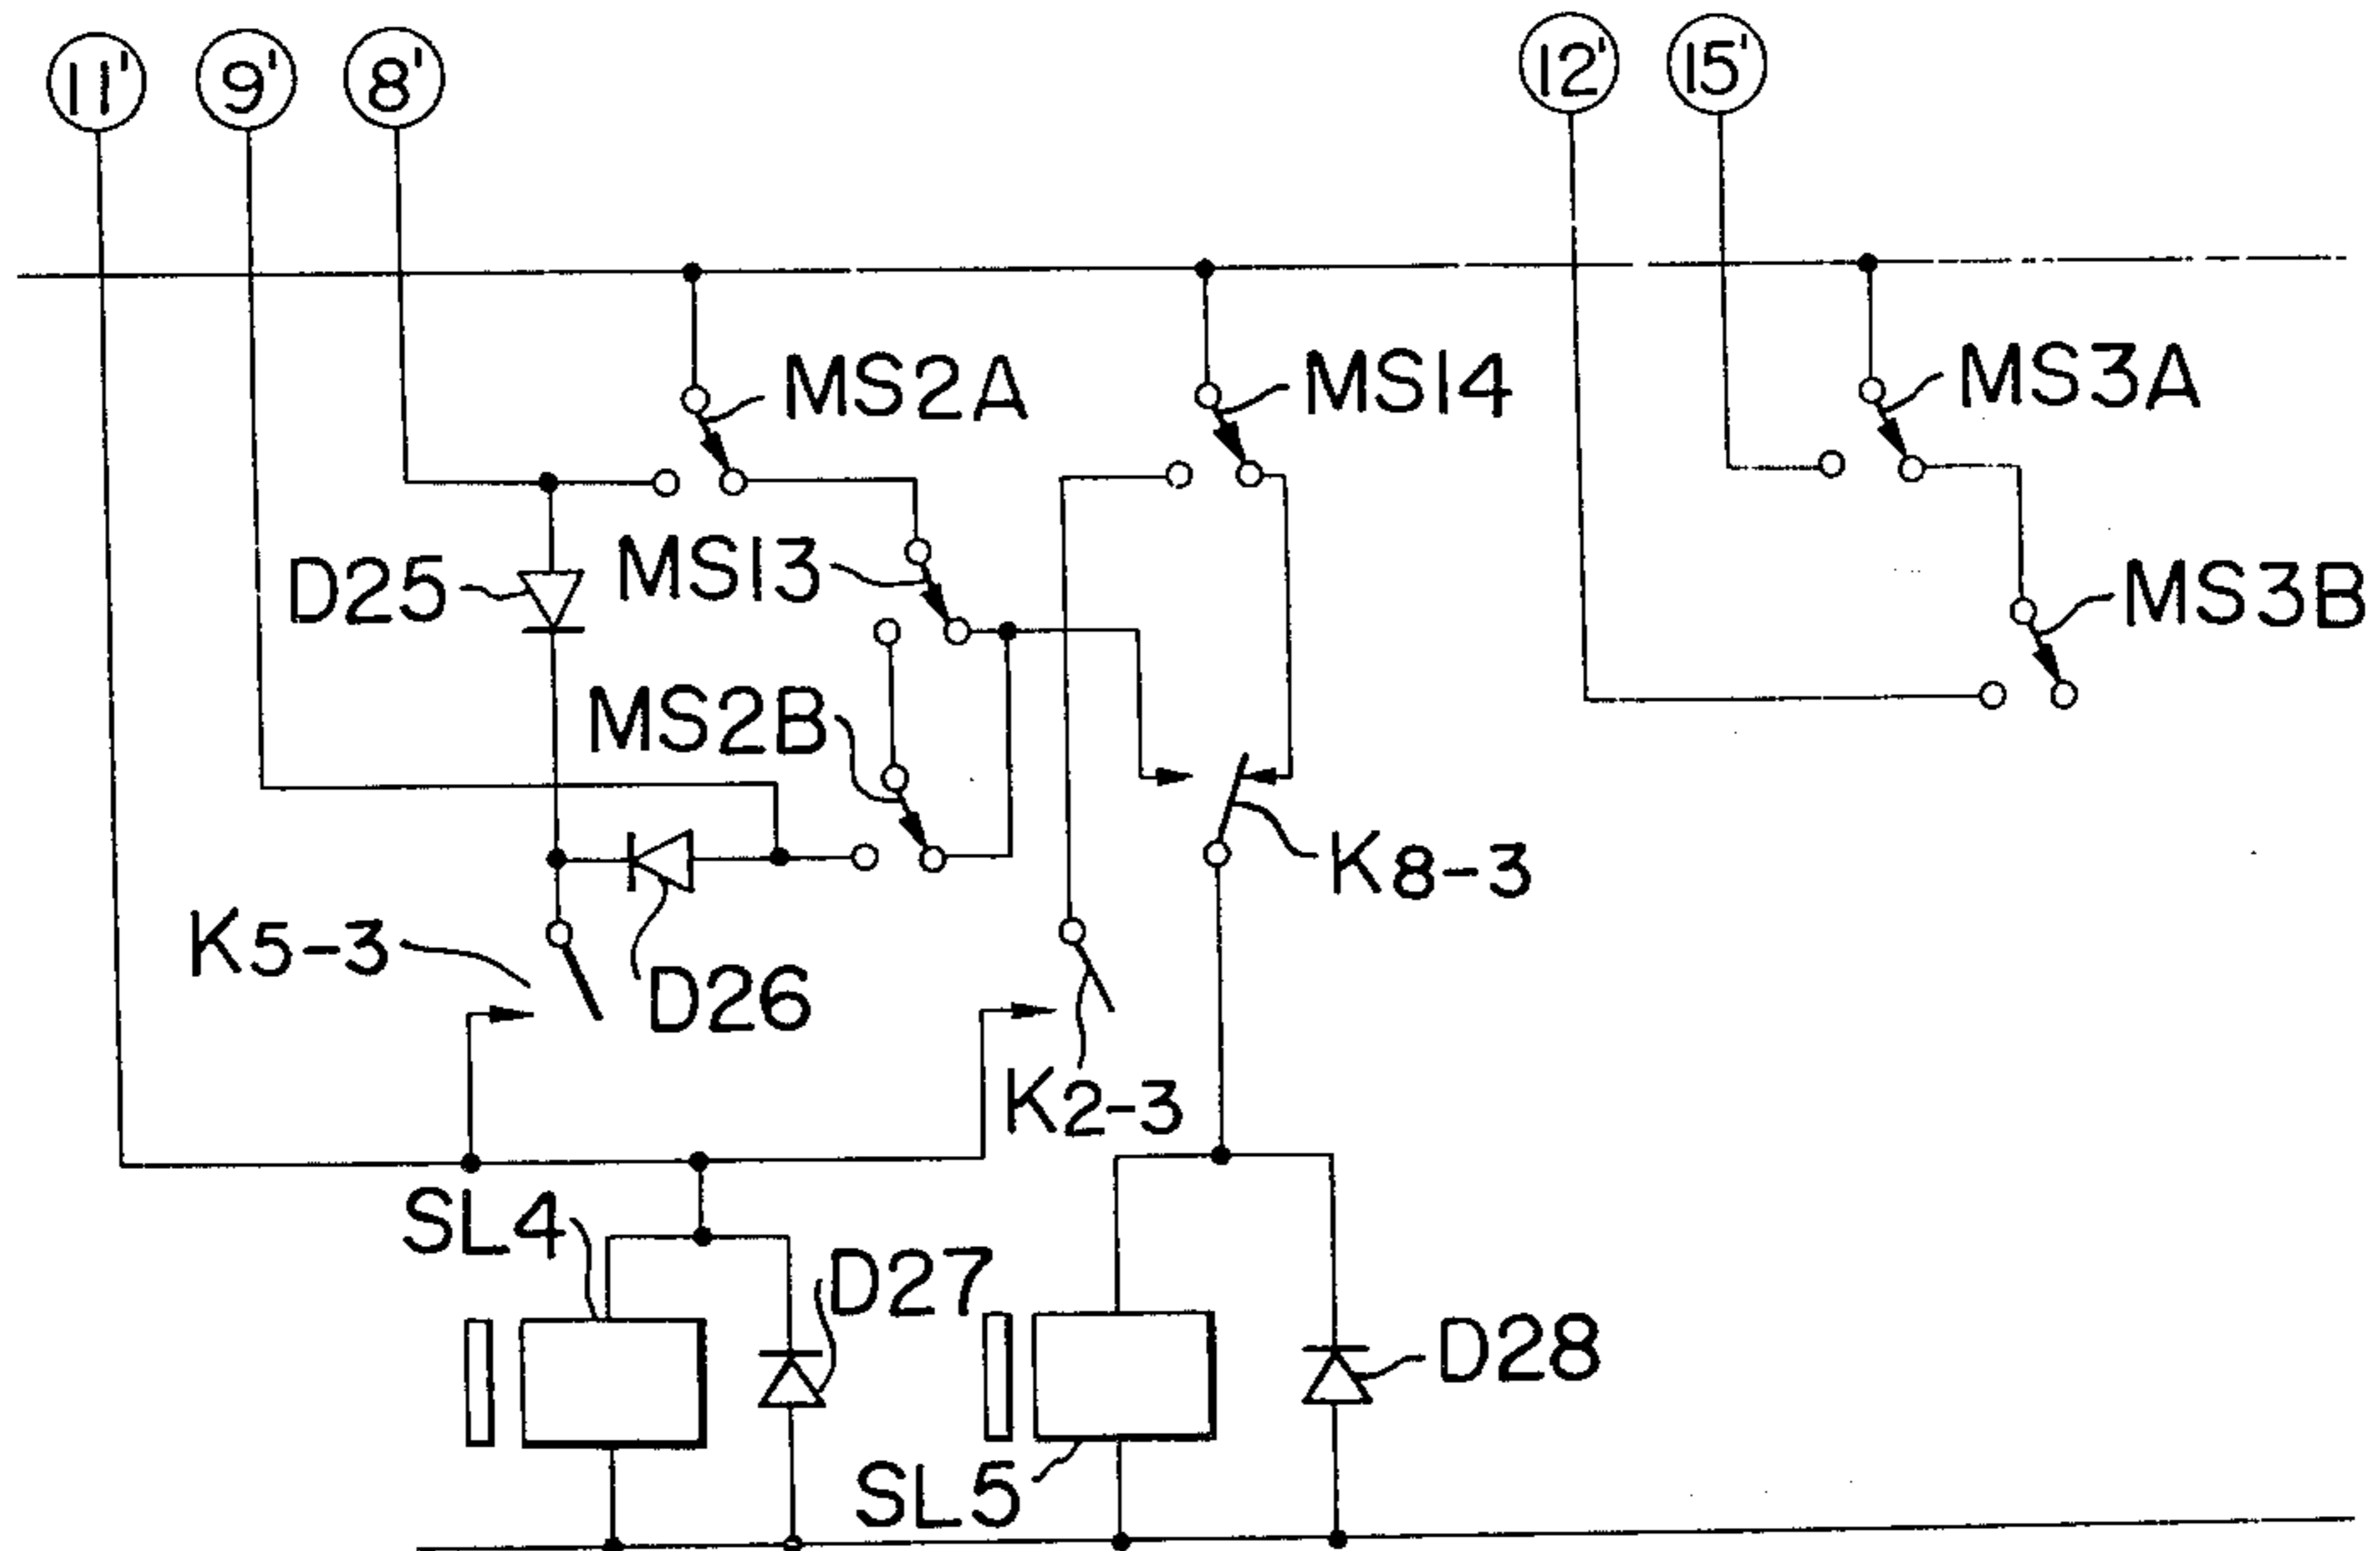 11' 9' 8' 12' 15'
MS2A MS14 MS3A
D25 MS13 MS3B
MS2B
K8-3
K5-3 D26
K2-3
SL4 D27
D28
SL5